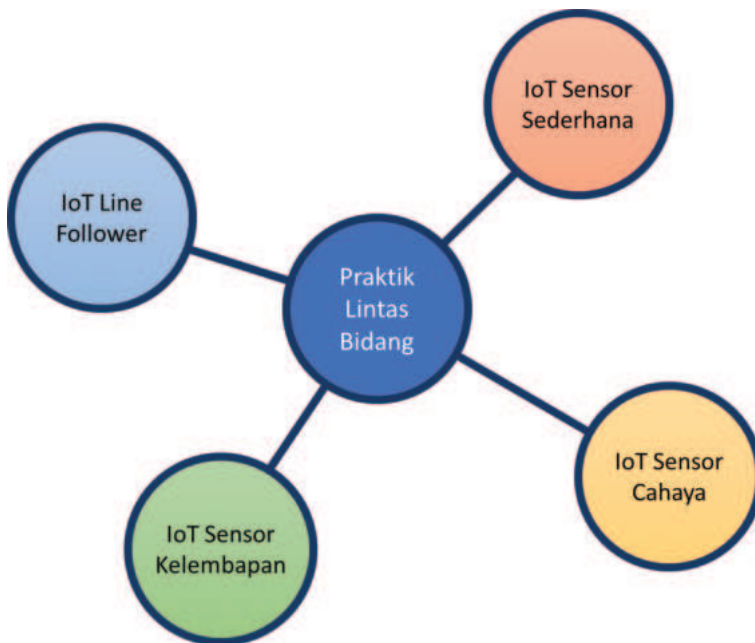 IoT Sensor
Sederhana
IoT Line
Follower
Praktik
Lintas
Bidang
IoT Sensor
Cahaya
IoT Sensor
Kelembapan